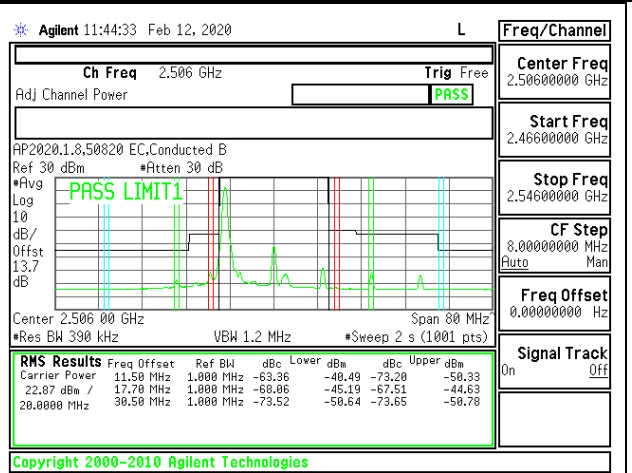 Agilent 11:44:33 Feb 12, 2020 L
Ch Freq 2.506 GHz Trig Free
Adj Channel Power PASS
AP2020.1.8,50820 EC,Conducted B
Ref 30 dBm #Atten 30 dB
#Avg
Log
10
dB/
Offst
13.7
dB
PASS LIMIT1
Center 2.506 00 GHz Span 80 MHz
#Res BW 390 kHz VBW 1.2 MHz #Sweep 2 s (1001 pts)
RMS Results Freq Offset Ref BW dBc Lower dBm dBc Upper dBm
Carrier Power 11.50 MHz 1.000 MHz -63.36 -40.49 -73.20 -50.33
22.87 dBm / 17.70 MHz 1.000 MHz -68.06 -45.19 -67.51 -44.63
20.0000 MHz 30.50 MHz 1.000 MHz -73.52 -50.64 -73.65 -50.78
Copyright 2000-2010 Agilent Technologies
Freq/Channel
Center Freq
2.50600000 GHz
Start Freq
2.46600000 GHz
Stop Freq
2.54600000 GHz
CF Step
8.00000000 MHz
Auto Man
Freq Offset
0.00000000 Hz
Signal Track
On Off